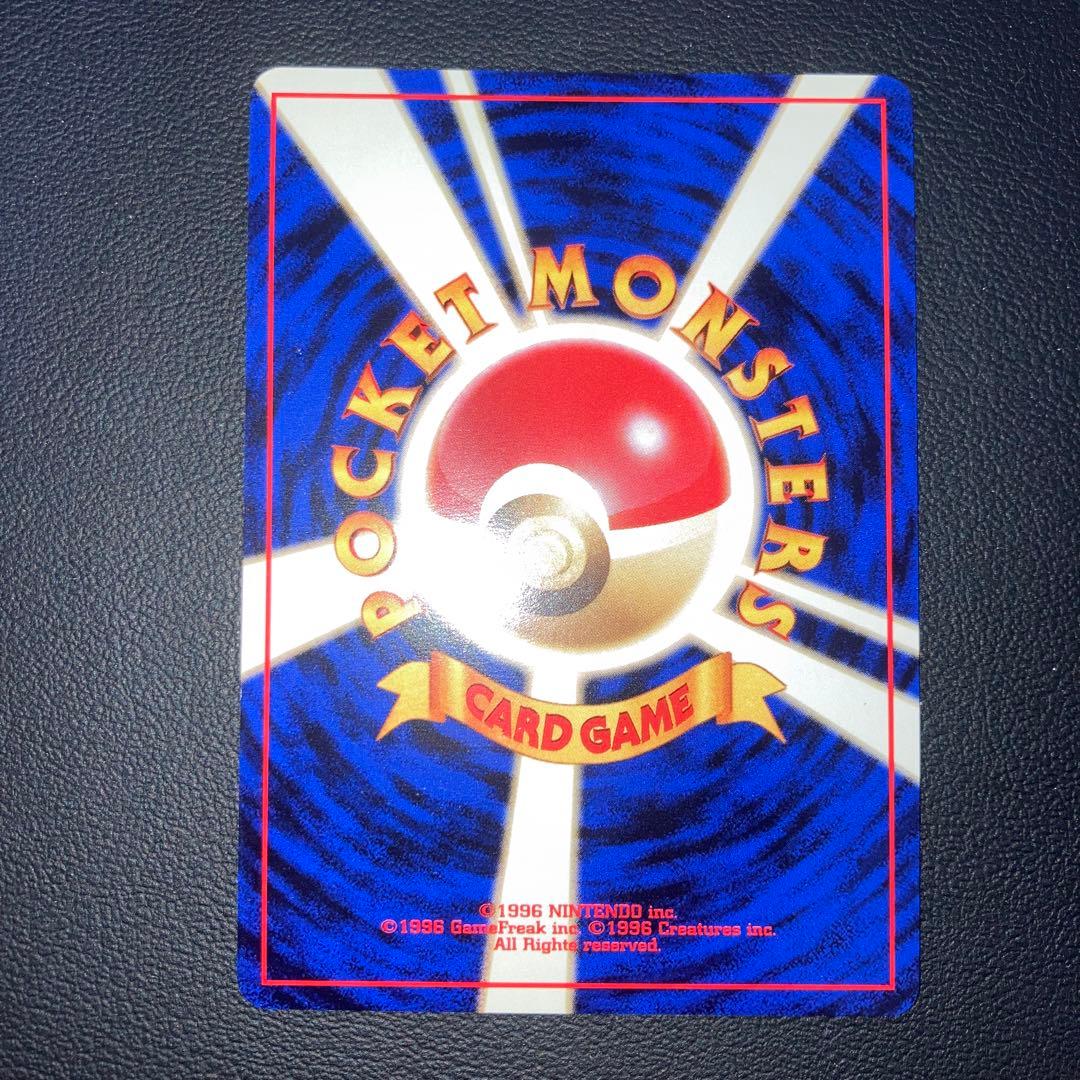 POCKET MONSTERS
CARD GAME
©1996 NINTENDO inc.
©1996 GameFreak inc. ©1996 Creatures inc.
All Rights reserved.